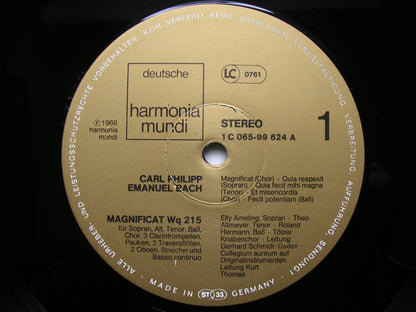 ALLE URHEBER- UND LEISTUNGSSCHUTZRECHTE VORBEHALTEN. KEIN VERLEIH! KEINE UNERLAUBTE VERVIELFÄLTIGUNG, VERMIETUNG, AUFFÜHRUNG, SENDUNG!
deutsche
harmonia
mundi
LC 0761
STEREO
1 C 065-99 624 A
1
℗ 1966
harmonia
mundi
CARL PHILIPP
EMANUEL BACH
MAGNIFICAT Wq 215
für Sopran, Alt, Tenor, Baß,
Chor, 3 Clarintrompeten,
Pauken, 2 Traversflöten,
2 Oboen, Streicher und
Basso continuo
Magnificat (Chor) · Quia respexit
(Sopran) · Quia fecit mihi magna
(Tenor) · Et misericordia
(Chor) · Fecit potentiam (Baß)
Elly Ameling, Sopran · Theo
Altmeyer, Tenor · Roland
Hermann, Baß · Tölzer
Knabenchor · Leitung
Gerhard Schmidt-Gaden ·
Collegium aureum auf
Originalinstrumenten
Leitung Kurt
Thomas
MADE IN ST 33 GERMANY